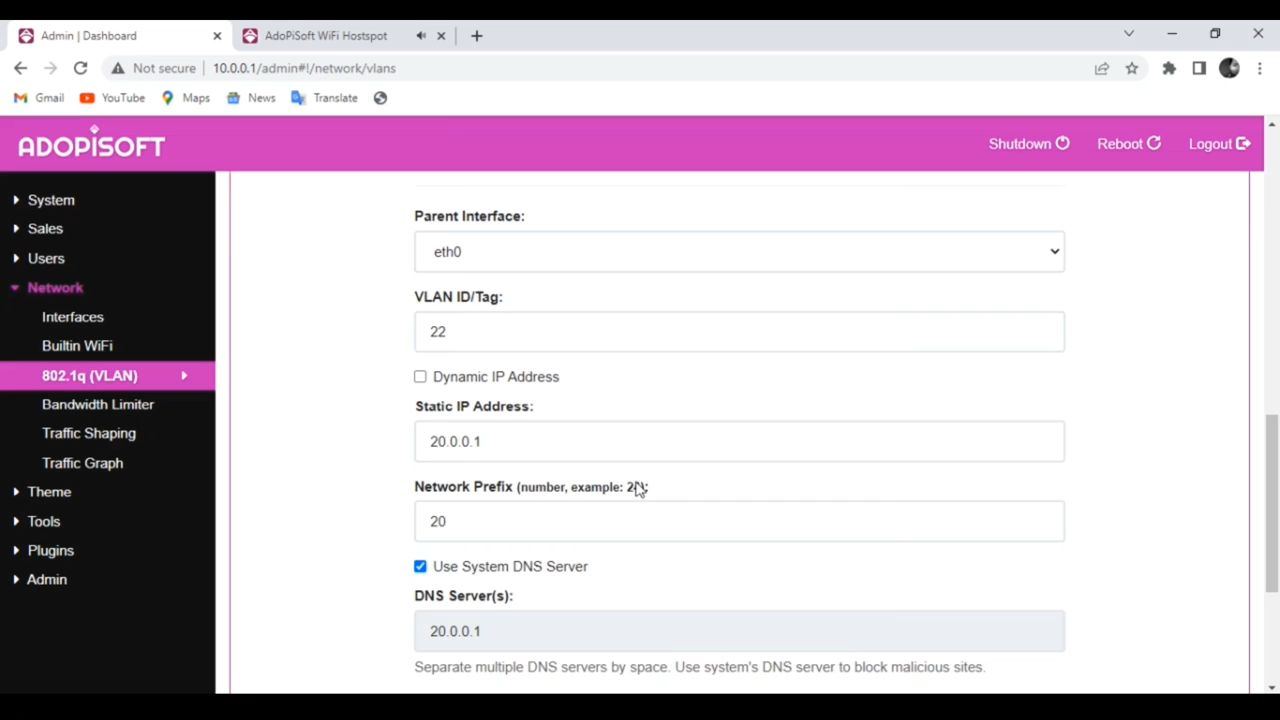 Admin | Dashboard
AdoPiSoft WiFi Hostspot
Not secure
10.0.0.1/admin#!/network/vlans
Gmail
YouTube
Maps
News
Translate
ADOPISOFT
Shutdown
Reboot
Logout
System
Sales
Users
Network
Interfaces
Builtin WiFi
802.1q (VLAN)
Bandwidth Limiter
Traffic Shaping
Traffic Graph
Theme
Tools
Plugins
Admin
Parent Interface:
eth0
VLAN ID/Tag:
22
Dynamic IP Address
Static IP Address:
20.0.0.1
Network Prefix (number, example:
20
Use System DNS Server
DNS Server(s):
20.0.0.1
Separate multiple DNS servers by space. Use system's DNS server to block malicious sites.